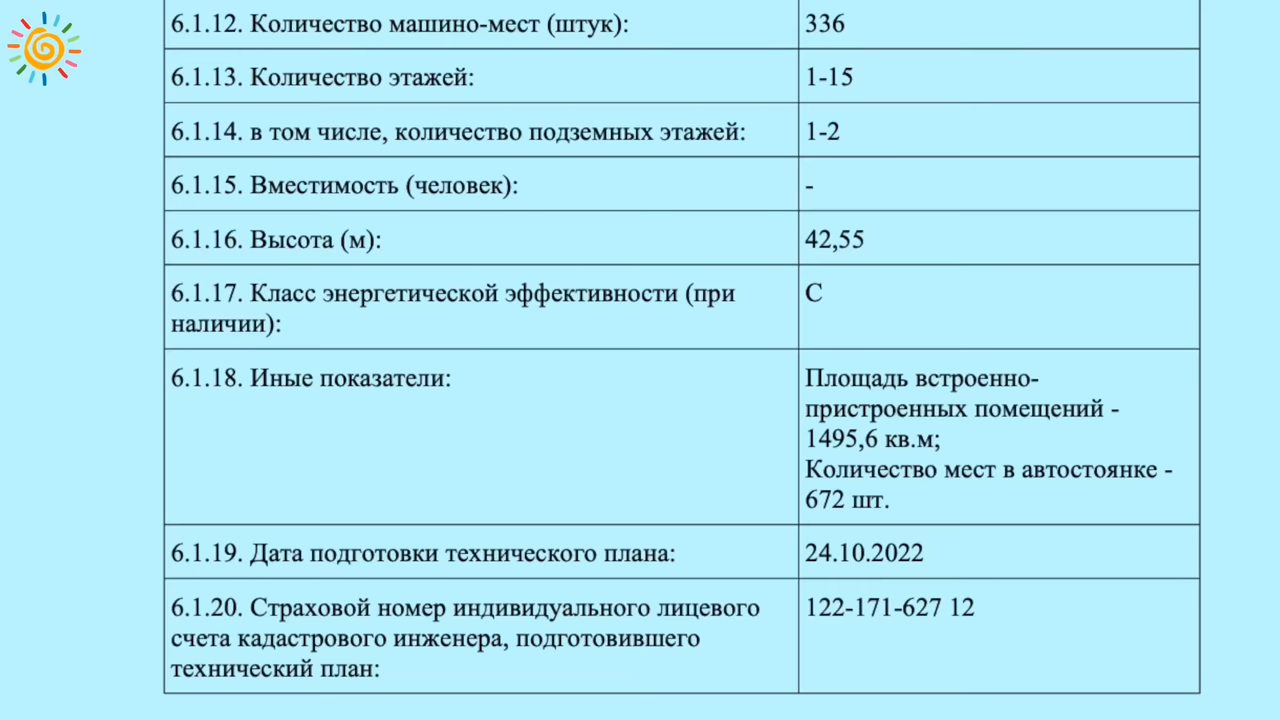 6.1.12. Количество машино-мест (штук):
336
6.1.13. Количество этажей:
1-15
6.1.14. в том числе, количество подземных этажей:
1-2
6.1.15. Вместимость (человек):
-
6.1.16. Высота (м):
42,55
6.1.17. Класс энергетической эффективности (при
наличии):
С
6.1.18. Иные показатели:
Площадь встроенно-
пристроенных помещений -
1495,6 кв.м;
Количество мест в автостоянке -
672 шт.
6.1.19. Дата подготовки технического плана:
24.10.2022
6.1.20. Страховой номер индивидуального лицевого
счета кадастрового инженера, подготовившего
технический план:
122-171-627 12